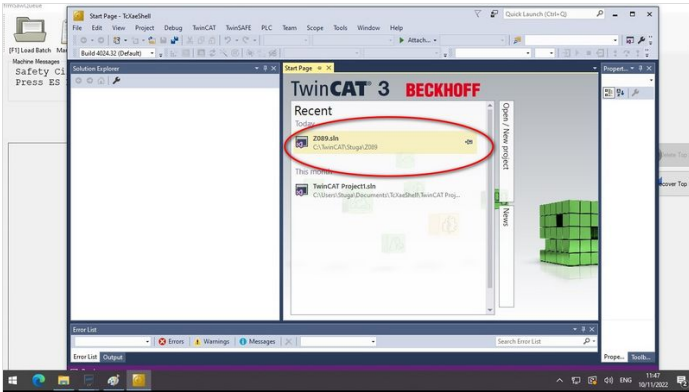 Start Page - TcXaeShell
Quick Launch (Ctrl+Q)
File Edit View Project Debug TwinCAT TwinSAFE PLC Team Scope Tools Window Help
Attach...
Build 4024.32 (Default)
[F1] Load Batch
Machine Messages
Safety Ci
Press ES
Solution Explorer
Start Page
Propert...
TwinCAT 3 BECKHOFF
Recent
Today
Z089.sln
C:\TwinCAT\Stuga\Z089
This month
TwinCAT Project1.sln
C:\Users\Stuga\Documents\TcXaeShell\TwinCAT Proj...
Open / New project
News
cover Top
Error List
Errors
Warnings
Messages
Search Error List
Error List Output
Prope... Toolb...
ENG
11:47
10/11/2022